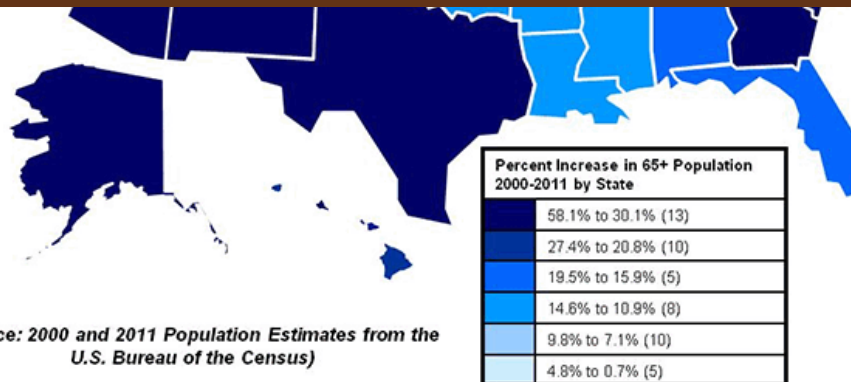 Percent Increase in 65+ Population
2000-2011 by State
58.1% to 30.1% (13)
27.4% to 20.8% (10)
19.5% to 15.9% (5)
14.6% to 10.9% (8)
9.8% to 7.1% (10)
4.8% to 0.7% (5)
ce: 2000 and 2011 Population Estimates from the
U.S. Bureau of the Census)